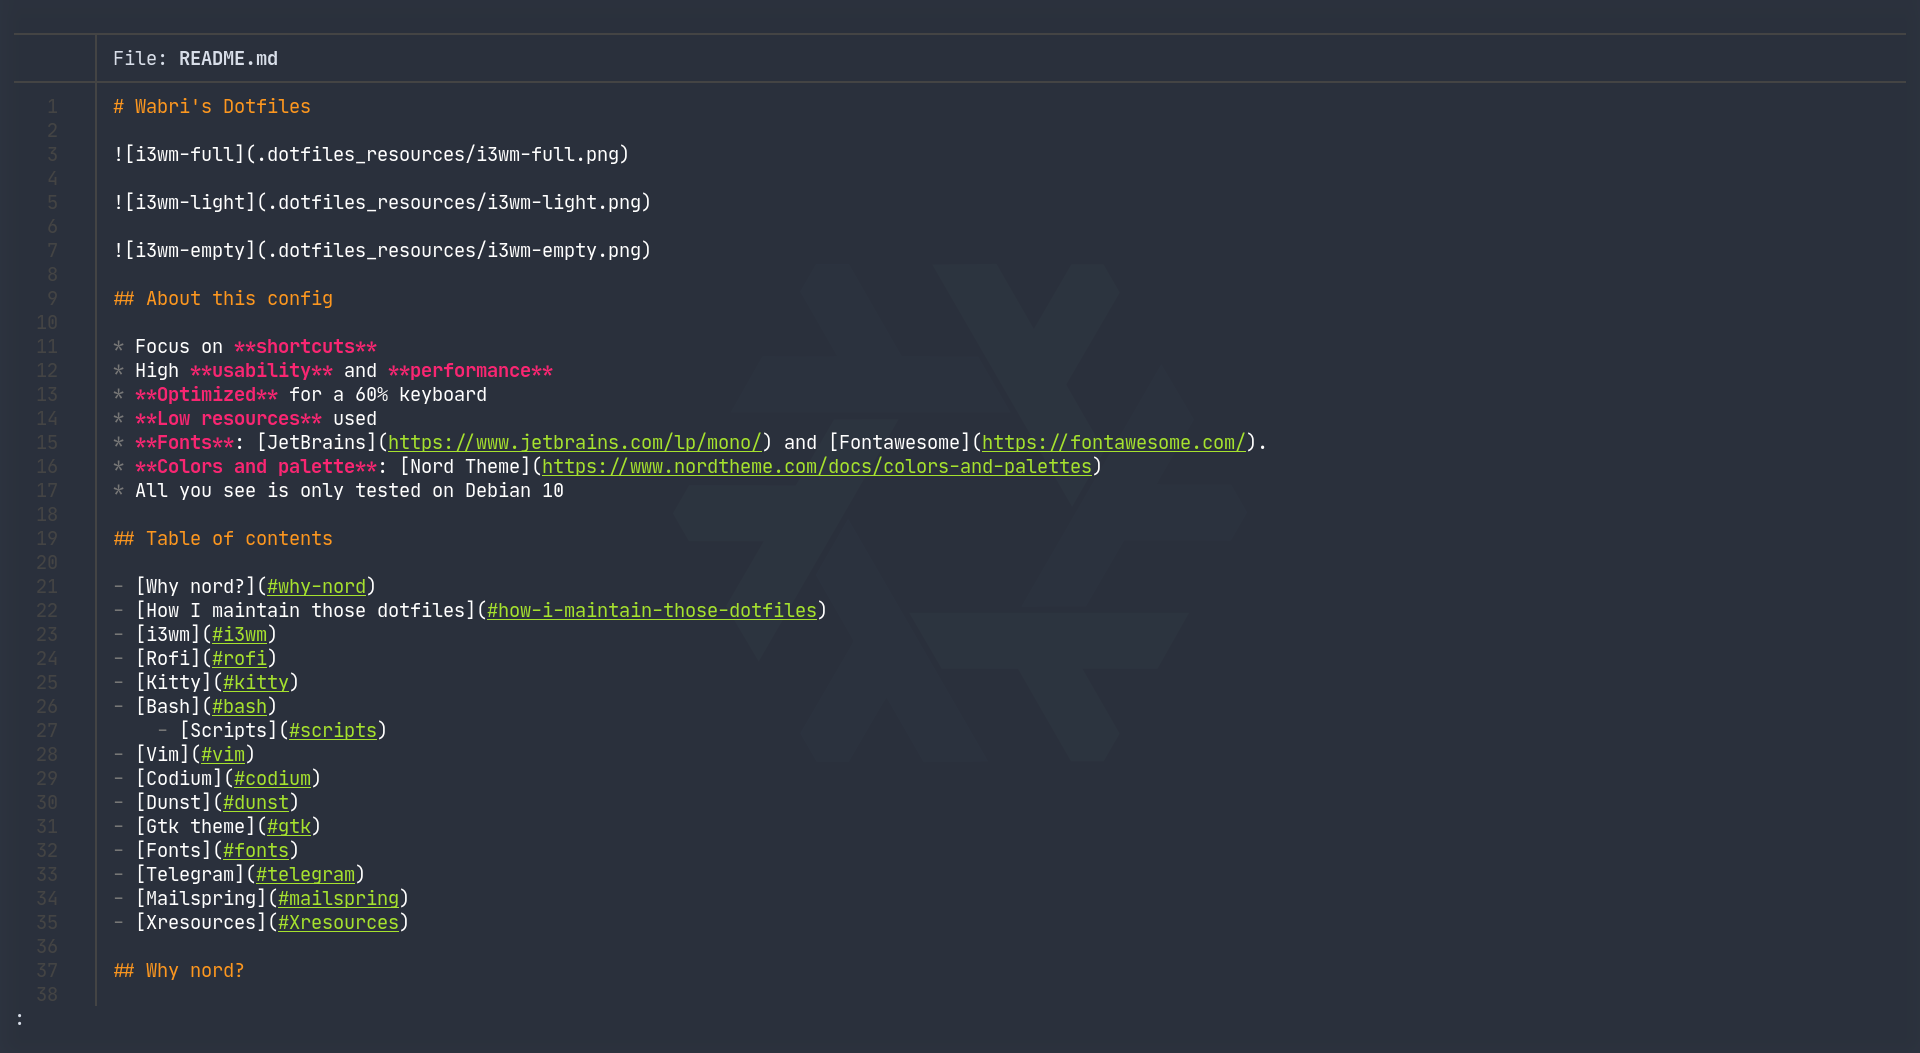 File: README.md
1 # Wabri's Dotfiles
2
3 ![i3wm-full](.dotfiles_resources/i3wm-full.png)
4
5 ![i3wm-light](.dotfiles_resources/i3wm-light.png)
6
7 ![i3wm-empty](.dotfiles_resources/i3wm-empty.png)
8
9 ## About this config
10
11 * Focus on **shortcuts**
12 * High **usability** and **performance**
13 * **Optimized** for a 60% keyboard
14 * **Low resources** used
15 * **Fonts**: [JetBrains](https://www.jetbrains.com/lp/mono/) and [Fontawesome](https://fontawesome.com/).
16 * **Colors and palette**: [Nord Theme](https://www.nordtheme.com/docs/colors-and-palettes)
17 * All you see is only tested on Debian 10
18
19 ## Table of contents
20
21 - [Why nord?](#why-nord)
22 - [How I maintain those dotfiles](#how-i-maintain-those-dotfiles)
23 - [i3wm](#i3wm)
24 - [Rofi](#rofi)
25 - [Kitty](#kitty)
26 - [Bash](#bash)
27     - [Scripts](#scripts)
28 - [Vim](#vim)
29 - [Codium](#codium)
30 - [Dunst](#dunst)
31 - [Gtk theme](#gtk)
32 - [Fonts](#fonts)
33 - [Telegram](#telegram)
34 - [Mailspring](#mailspring)
35 - [Xresources](#Xresources)
36
37 ## Why nord?
38
: